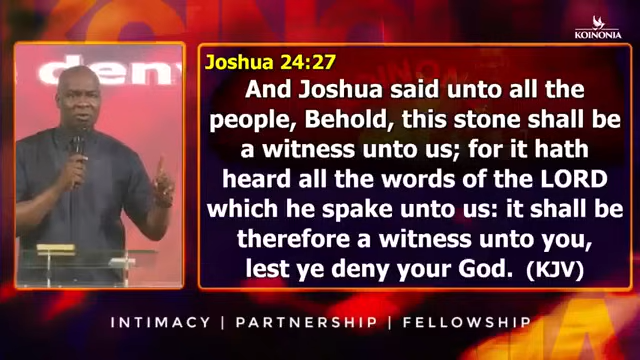 KOINONIA
den
Joshua 24:27
And Joshua said unto all the
people, Behold, this stone shall be
a witness unto us; for it hath
heard all the words of the LORD
which he spake unto us: it shall be
therefore a witness unto you,
lest ye deny your God. (KJV)
INTIMACY | PARTNERSHIP | FELLOWSHIP